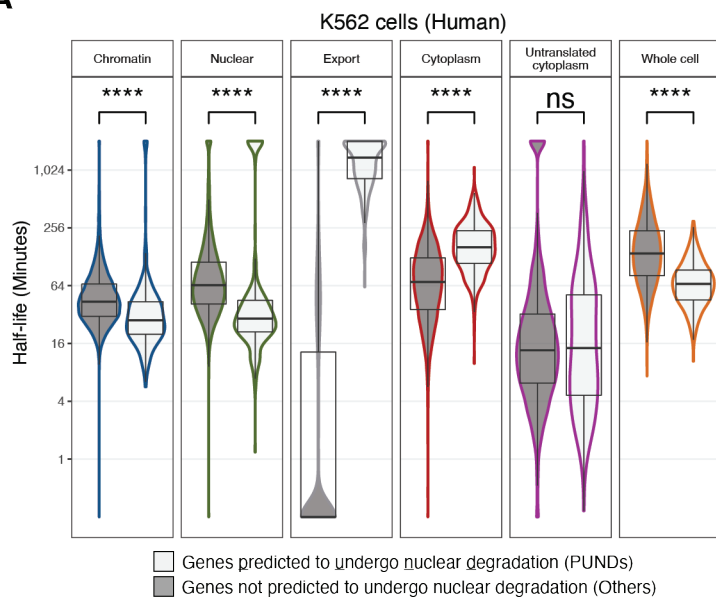 A
K562 cells (Human)
Chromatin
Nuclear
Export
Cytoplasm
Untranslated
cytoplasm
Whole cell
****
****
****
****
ns
****
Half-life (Minutes)
1,024
256
64
16
4
1
Genes predicted to undergo nuclear degradation (PUNDs)
Genes not predicted to undergo nuclear degradation (Others)